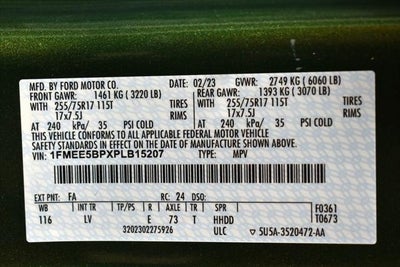 MFD. BY FORD MOTOR CO. DATE: 02/23 GVWR: 2749 KG (6060 LB)
FRONT GAWR: 1461 KG (3220 LB) REAR GAWR: 1393 KG (3070 LB)
WITH 255/75R17 115T TIRES WITH 255/75R17 115T TIRES
17x7.5J RIMS 17x7.5J RIMS
AT 240 kPa/ 35 PSI COLD AT 240 kPa/ 35 PSI COLD
THIS VEHICLE CONFORMS TO ALL APPLICABLE FEDERAL MOTOR VEHICLE
SAFETY STANDARDS IN EFFECT ON THE DATE OF MANUFACTURE SHOWN ABOVE.
VIN: 1FMEE5BPXPLB15207 TYPE: MPV
EXT PNT: FA RC: 24 DSO: F0361
WB INT TR TP/PS R AXLE TR SPR T0673
116 LV E 73 T HHDD
3202302275926 ULC 5U5A-3520472-AA